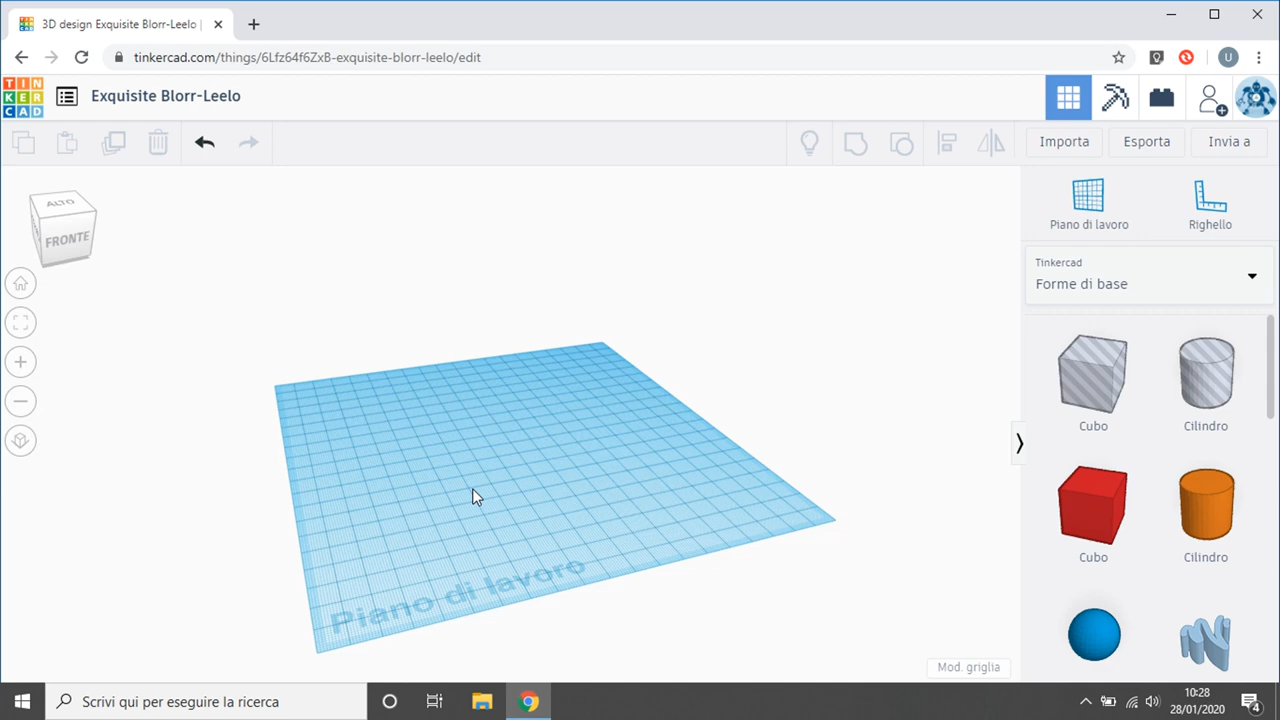 3D design Exquisite Blorr-Leelo |
tinkercad.com/things/6Lfz64f6ZxB-exquisite-blorr-leelo/edit
U
TIN
KER
CAD
Exquisite Blorr-Leelo
Importa
Esporta
Invia a
ALTO
FRONTE
Piano di lavoro
Righello
Tinkercad
Forme di base
Cubo
Cilindro
Cubo
Cilindro
Piano di lavoro
Mod. griglia
Scrivi qui per eseguire la ricerca
10:28
28/01/2020
4